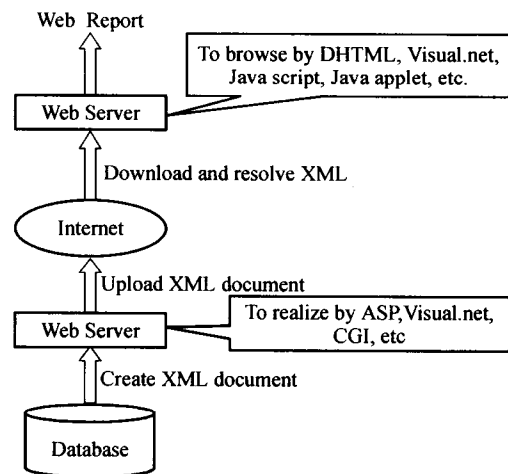 Web Report
To browse by DHTML, Visual.net,
Java script, Java applet, etc.
Web Server
Download and resolve XML
Internet
Upload XML document
To realize by ASP,Visual.net,
CGI, etc
Web Server
Create XML document
Database